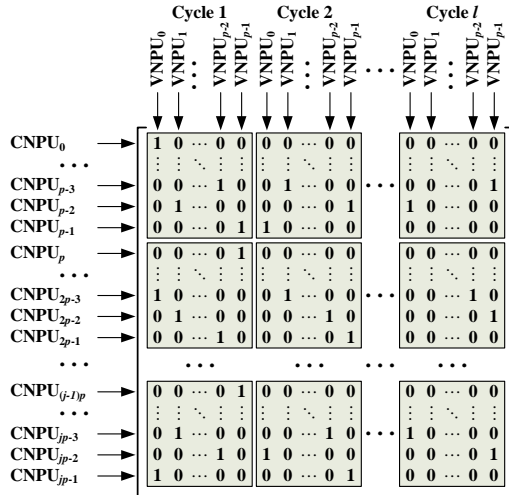 Cycle 1 Cycle 2 Cycle l
VNPU0 VNPU1 ⋯ VNPUp-2 VNPUp-1 VNPU0 VNPU1 ⋯ VNPUp-2 VNPUp-1 ⋯ VNPU0 VNPU1 ⋯ VNPUp-2 VNPUp-1
CNPU0 1 0 ⋯ 0 0 0 0 ⋯ 0 0 0 0 ⋯ 0 0
⋯ ⋮ ⋮ ⋱ ⋮ ⋮ ⋮ ⋮ ⋱ ⋮ ⋮ ⋮ ⋮ ⋱ ⋮ ⋮
CNPUp-3 0 0 ⋯ 1 0 0 1 ⋯ 0 0 ⋯ 0 0 ⋯ 0 1
CNPUp-2 0 1 ⋯ 0 0 0 0 ⋯ 0 1 1 0 ⋯ 0 0
CNPUp-1 0 0 ⋯ 0 1 1 0 ⋯ 0 0 0 0 ⋯ 0 0
CNPUp 0 0 ⋯ 0 1 0 0 ⋯ 0 0 0 0 ⋯ 0 0
⋯ ⋮ ⋮ ⋱ ⋮ ⋮ ⋮ ⋮ ⋱ ⋮ ⋮ ⋮ ⋮ ⋱ ⋮ ⋮
CNPU2p-3 1 0 ⋯ 0 0 0 1 ⋯ 0 0 ⋯ 0 0 ⋯ 1 0
CNPU2p-2 0 1 ⋯ 0 0 0 0 ⋯ 1 0 0 0 ⋯ 0 1
CNPU2p-1 0 0 ⋯ 1 0 0 0 ⋯ 0 1 0 0 ⋯ 0 0
⋯ ⋯ ⋯ ⋯ ⋯
CNPU(j-1)p 0 0 ⋯ 0 1 0 0 ⋯ 0 0 0 0 ⋯ 0 0
⋯ ⋮ ⋮ ⋱ ⋮ ⋮ ⋮ ⋮ ⋱ ⋮ ⋮ ⋮ ⋮ ⋱ ⋮ ⋮
CNPUjp-3 0 1 ⋯ 0 0 0 0 ⋯ 1 0 ⋯ 1 0 ⋯ 0 0
CNPUjp-2 0 0 ⋯ 1 0 1 0 ⋯ 0 0 0 0 ⋯ 0 1
CNPUjp-1 1 0 ⋯ 0 0 0 0 ⋯ 0 1 0 0 ⋯ 0 0